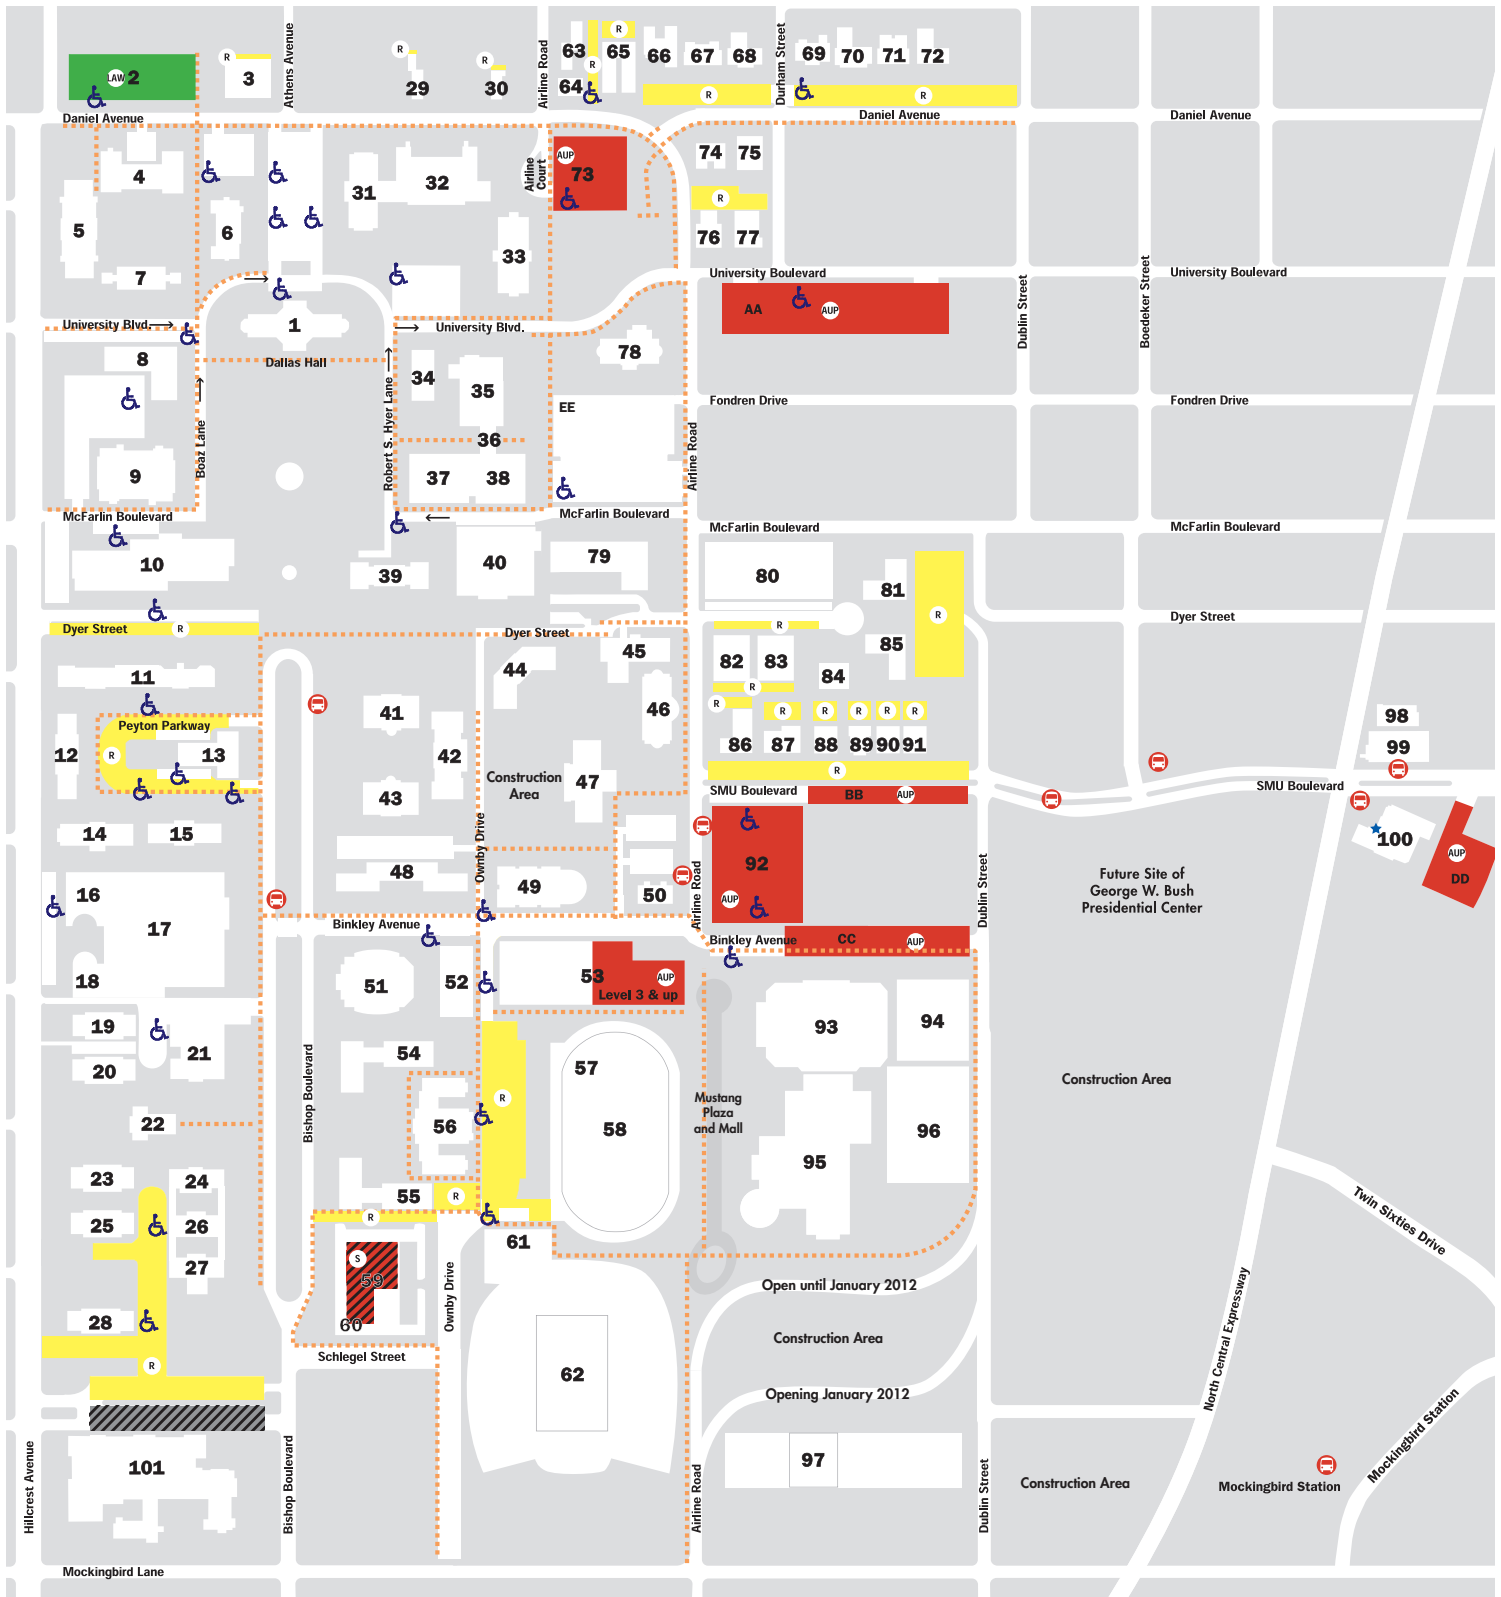 Athens Avenue
Airline Road
Durham Street
63
R
65
66
67
68
69
70
71
72
R
R
R
R
LAW
2
3
29
30
64
R
R
Daniel Avenue
Daniel Avenue
Daniel Avenue
4
31
32
Airline
Court
AUP
73
74
75
5
6
33
R
76
77
7
University Boulevard
University Boulevard
AA
AUP
Dublin Street
Boedeker Street
University Blvd.
1
University Blvd.
8
Dallas Hall
34
35
78
Boaz Lane
Robert S. Hyer Lane
EE
Fondren Drive
Fondren Drive
36
Airline Road
9
37
38
McFarlin Boulevard
McFarlin Boulevard
McFarlin Boulevard
McFarlin Boulevard
10
39
40
79
80
81
R
Dyer Street
R
Dyer Street
R
Dyer Street
11
44
45
82
83
84
85
R
R
R
R
R
R
R
41
42
46
12
Peyton Parkway
R
13
86
87
88
89
90
91
98
99
R
43
Construction
Area
47
SMU Boulevard
BB
AUP
SMU Boulevard
14
15
Ownby Drive
92
AUP
100
AUP
DD
48
49
50
Airline Road
Dublin Street
Future Site of
George W. Bush
Presidential Center
16
17
18
Binkley Avenue
Binkley Avenue
CC
AUP
51
52
53
AUP
Level 3 & up
19
20
21
93
94
54
57
Bishop Boulevard
R
Mustang
Plaza
and Mall
Construction Area
22
56
58
95
96
23
24
25
26
27
55
R
R
61
Twin Sixties Drive
S
59
60
Ownby Drive
Open until January 2012
Construction Area
28
R
Schlegel Street
62
Opening January 2012
North Central Expressway
Mockingbird Station
101
Hillcrest Avenue
Bishop Boulevard
Airline Road
97
Dublin Street
Construction Area
Mockingbird Station
Mockingbird Lane